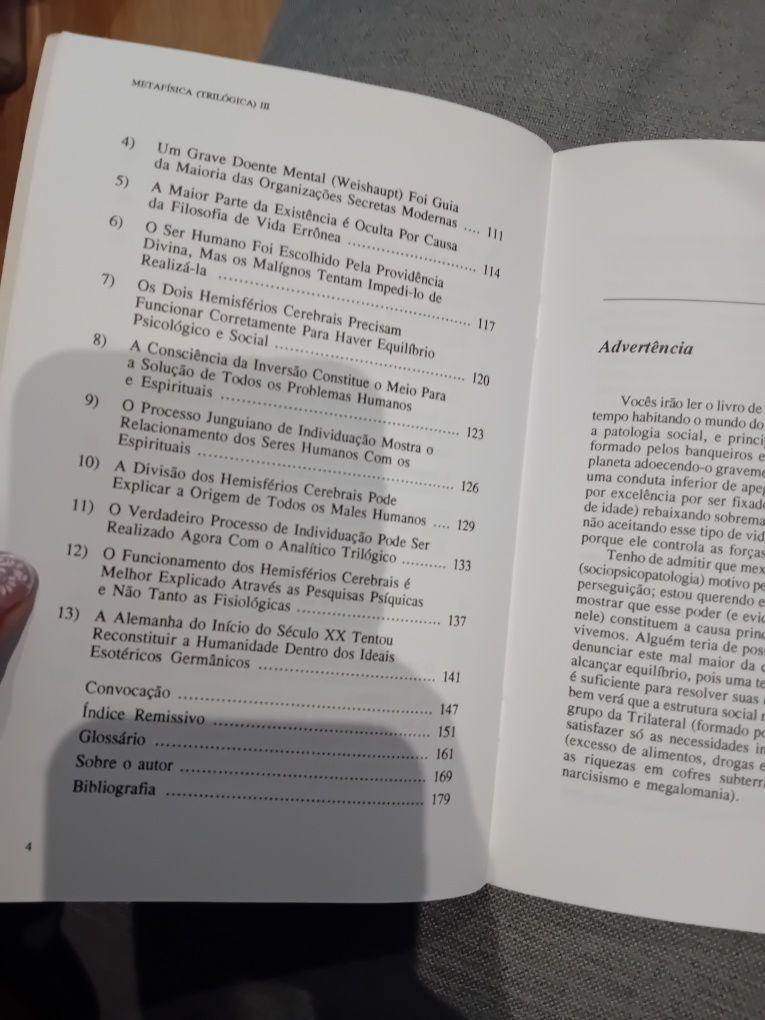 METAFÍSICA (TRILÓGICA) III
4) Um Grave Doente Mental (Weishaupt) Foi Guia
da Maioria das Organizações Secretas Modernas .... 111
5) A Maior Parte da Existência é Oculta Por Causa
da Filosofia de Vida Errônea .................... 114
6) O Ser Humano Foi Escolhido Pela Providência
Divina, Mas os Malígnos Tentam Impedi-lo de
Realizá-la .................... 117
7) Os Dois Hemisférios Cerebrais Precisam
Funcionar Corretamente Para Haver Equilíbrio
Psicológico e Social .................... 120
8) A Consciência da Inversão Constitue o Meio Para
a Solução de Todos os Problemas Humanos
e Espirituais .................... 123
9) O Processo Junguiano de Individuação Mostra o
Relacionamento dos Seres Humanos Com os
Espirituais .................... 126
10) A Divisão dos Hemisférios Cerebrais Pode
Explicar a Origem de Todos os Males Humanos .... 129
11) O Verdadeiro Processo de Individuação Pode Ser
Realizado Agora Com o Analítico Trilógico .......... 133
12) O Funcionamento dos Hemisférios Cerebrais é
Melhor Explicado Através as Pesquisas Psíquicas
e Não Tanto as Fisiológicas .................... 137
13) A Alemanha do Início do Século XX Tentou
Reconstituir a Humanidade Dentro dos Ideais
Esotéricos Germânicos .................... 141
Convocação .................... 147
Índice Remissivo .................... 151
Glossário .................... 161
Sobre o autor .................... 169
Bibliografia .................... 179
4
Advertência
Vocês irão ler o livro de
tempo habitando o mundo do
a patologia social, e princi
formado pelos banqueiros e
planeta adoecendo-o graveme
uma conduta inferior de apeg
por excelência por ser fixado
de idade) rebaixando sobrema
não aceitando esse tipo de vid
porque ele controla as forças
Tenho de admitir que mex
(sociopsicopatologia) motivo pe
perseguição; estou querendo e
mostrar que esse poder (e evid
nele) constituem a causa princ
vivemos. Alguém teria de pos
denunciar este mal maior da c
alcançar equilíbrio, pois uma te
é suficiente para resolver suas
bem verá que a estrutura social
grupo da Trilateral (formado po
satisfazer só as necessidades in
(excesso de alimentos, drogas e
as riquezas em cofres subterr
narcisismo e megalomania).